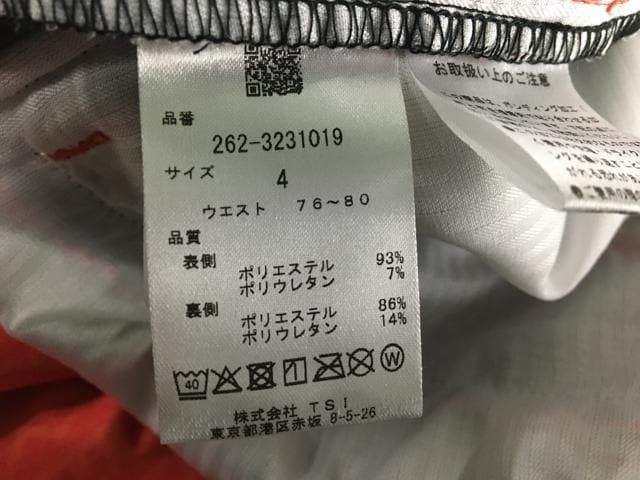 品番
262-3231019
サイズ
4
ウエスト 76～80
品質
表側
ポリエステル 93%
ポリウレタン 7%
裏側
ポリエステル 86%
ポリウレタン 14%
40
W
株式会社 TSI
東京都港区赤坂 8-5-26
お取扱い上のご注意